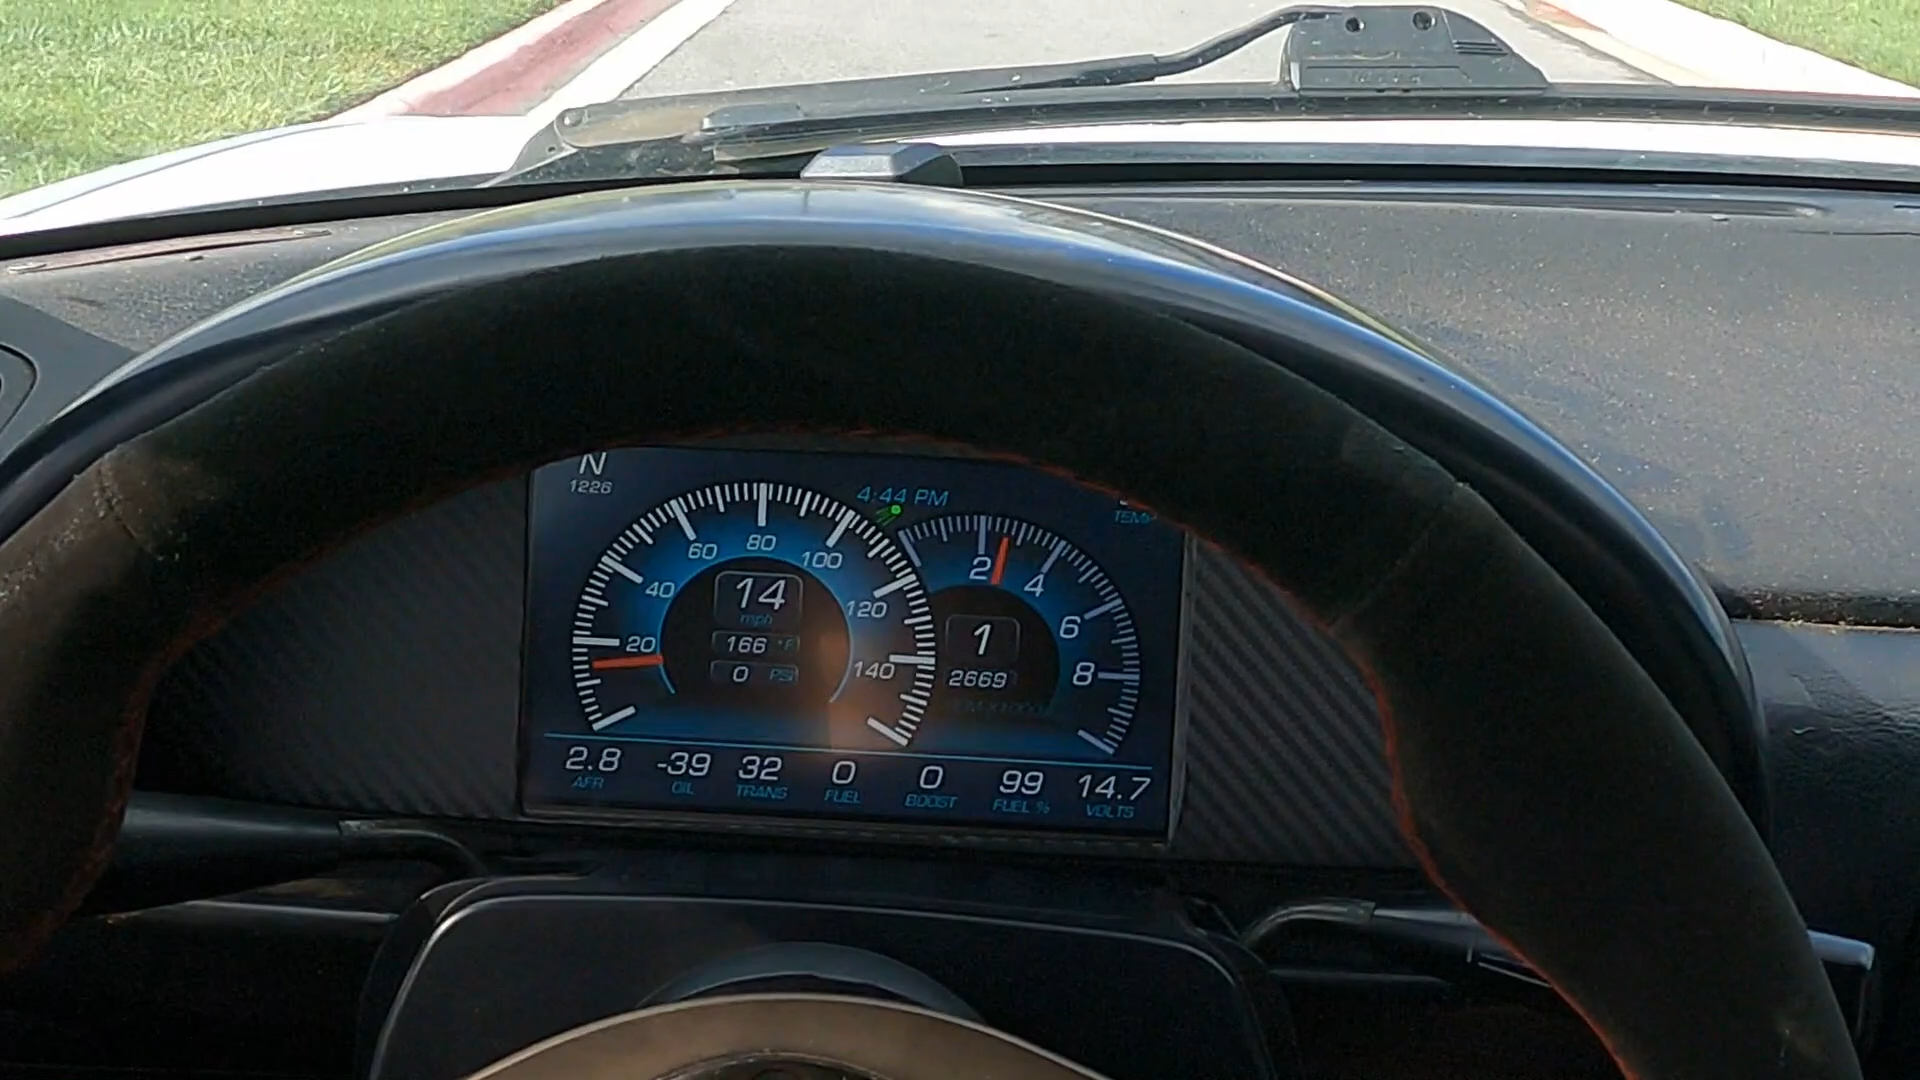 N
1226
4:44 PM
TEMP
20
40
60
80
100
120
140
14
mph
166 °F
0 PSI
2
4
6
8
1
2669
2.8
AFR
-39
OIL
32
TRANS
0
FUEL
0
BOOST
99
FUEL %
14.7
VOLTS